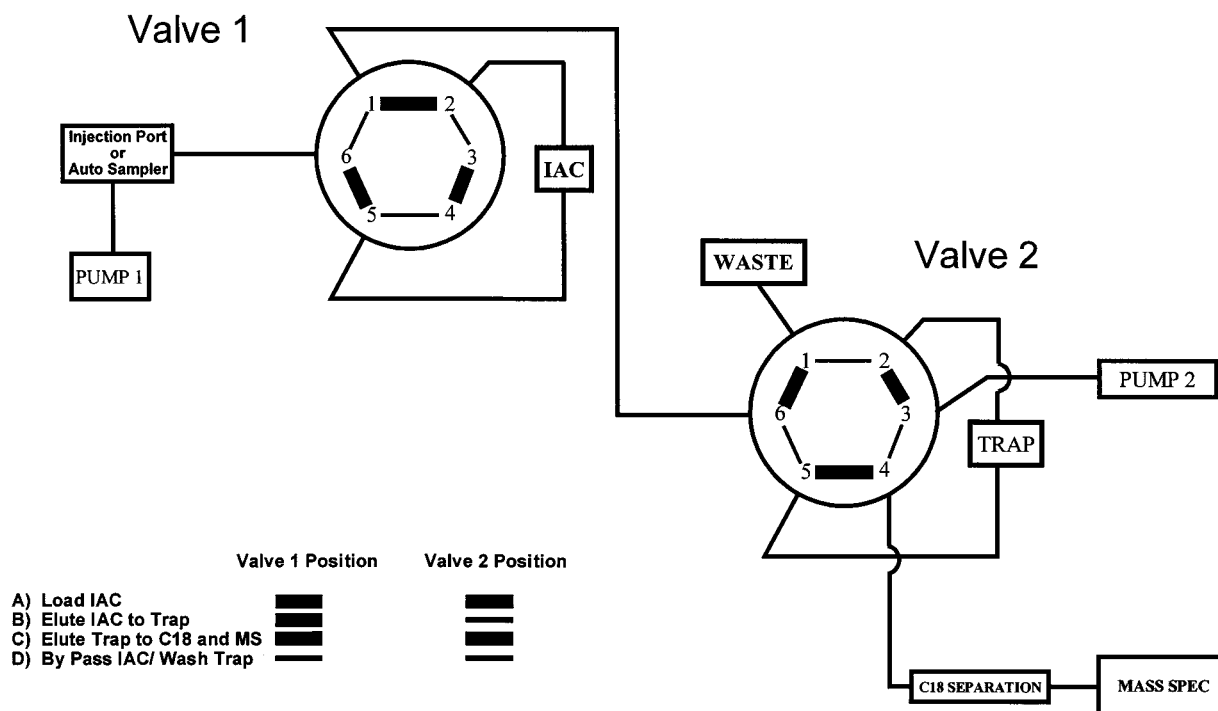 Valve 1
Injection Port
or
Auto Sampler
PUMP 1
1
2
3
4
5
6
IAC
WASTE
Valve 2
1
2
3
4
5
6
PUMP 2
TRAP
C18 SEPARATION
MASS SPEC
Valve 1 Position Valve 2 Position
A) Load IAC
B) Elute IAC to Trap
C) Elute Trap to C18 and MS
D) By Pass IAC/ Wash Trap